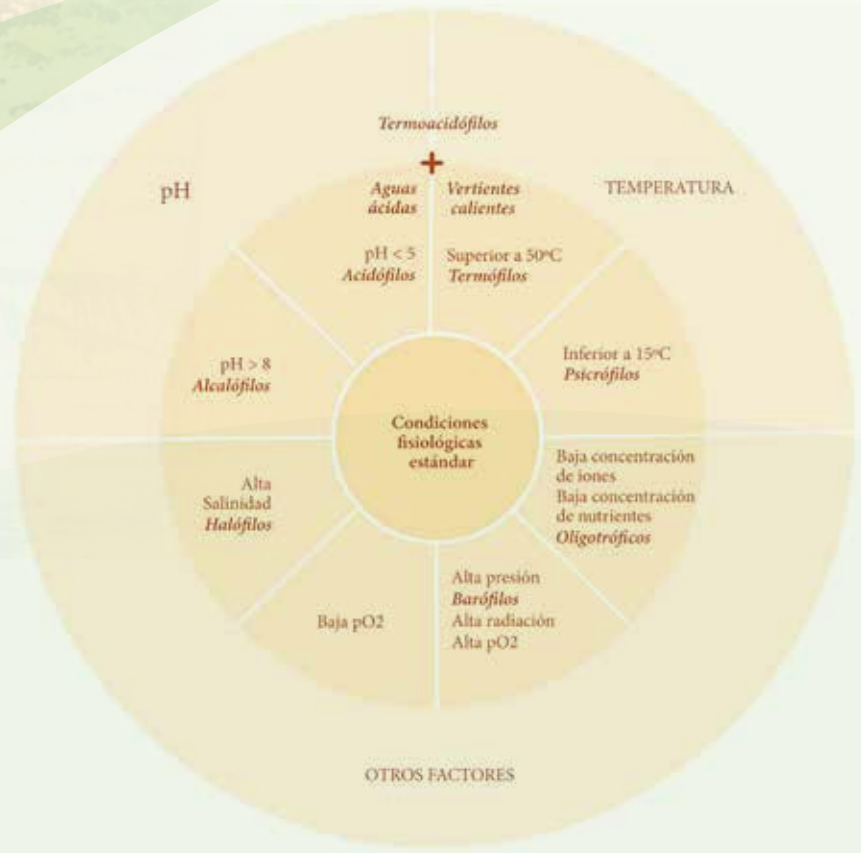 Termoacidófilos
+
pH
TEMPERATURA
Aguas
ácidas
pH < 5
Acidófilos
Vertientes
calientes
Superior a 50ºC
Termófilos
pH > 8
Alcalófilos
Inferior a 15ºC
Psicrófilos
Condiciones
fisiológicas
estándar
Alta
Salinidad
Halófilos
Baja concentración
de iones
Baja concentración
de nutrientes
Oligotróficos
Baja pO2
Alta presión
Barófilos
Alta radiación
Alta pO2
OTROS FACTORES